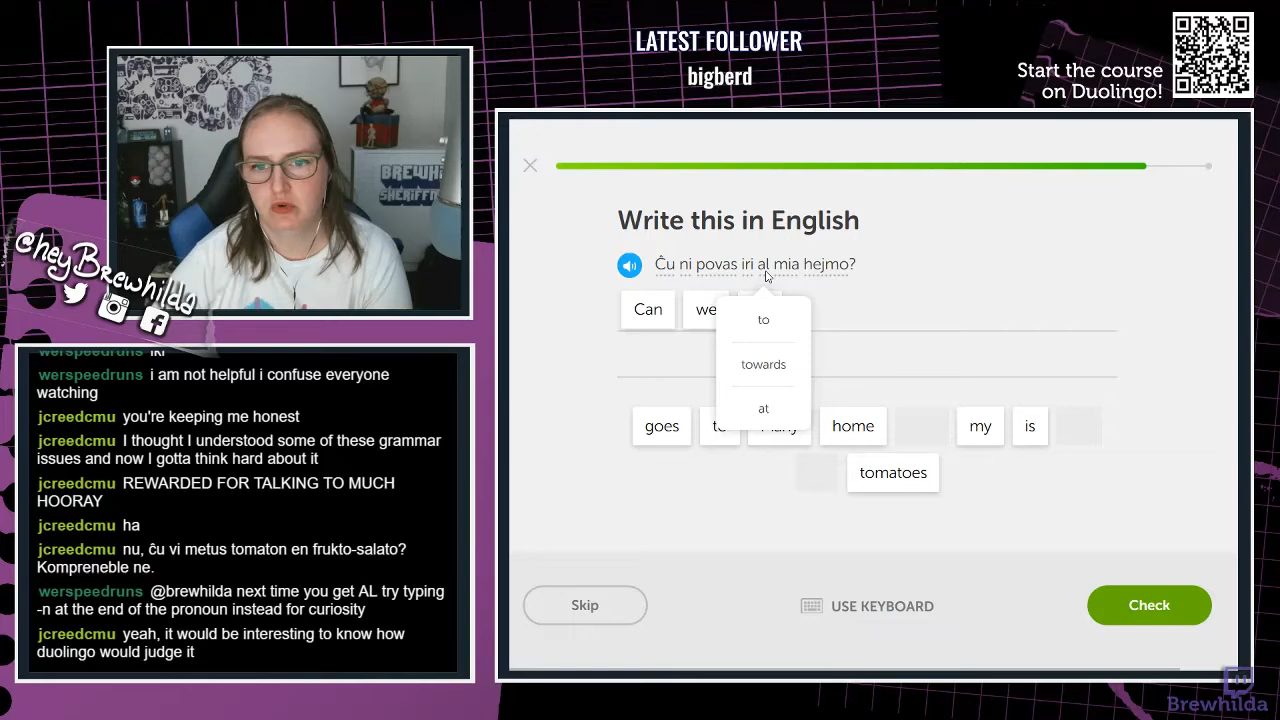 LATEST FOLLOWER
bigberd
Start the course
on Duolingo!
BREWHI
SHERIFF
@heyBrewhilda
werspeedruns i am not helpful i confuse everyone
watching
jcreedcmu you're keeping me honest
jcreedcmu I thought I understood some of these grammar
issues and now I gotta think hard about it
jcreedcmu REWARDED FOR TALKING TO MUCH
HOORAY
jcreedcmu ha
jcreedcmu nu, ĉu vi metus tomaton en frukto-salato?
Kompreneble ne.
werspeedruns @brewhilda next time you get AL try typing
-n at the end of the pronoun instead for curiosity
jcreedcmu yeah, it would be interesting to know how
duolingo would judge it
Write this in English
Ĉu ni povas iri al mia hejmo?
Can we
to
towards
at
goes to Many home my is
tomatoes
Skip
USE KEYBOARD
Check
Brewhilda